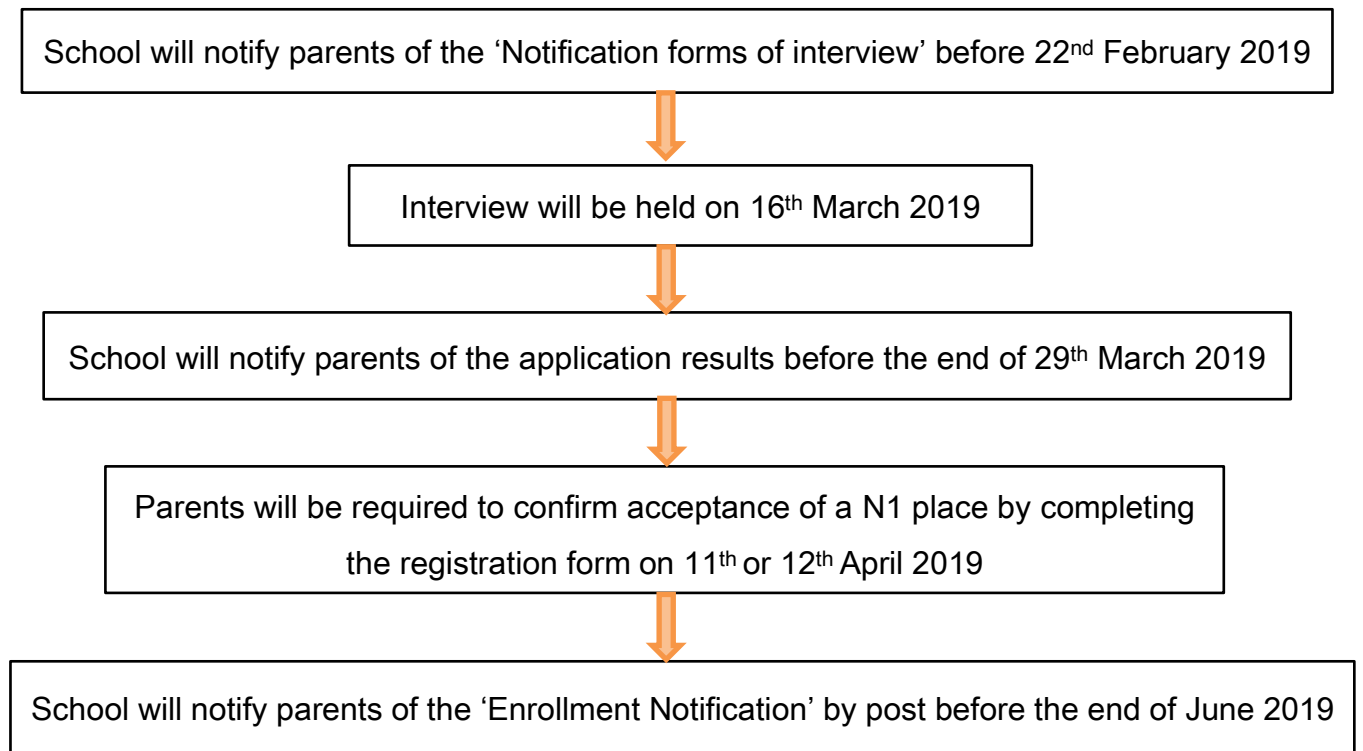 School will notify parents of the ‘Notification forms of interview’ before 22nd February 2019
Interview will be held on 16th March 2019
School will notify parents of the application results before the end of 29th March 2019
Parents will be required to confirm acceptance of a N1 place by completing
the registration form on 11th or 12th April 2019
School will notify parents of the ‘Enrollment Notification’ by post before the end of June 2019